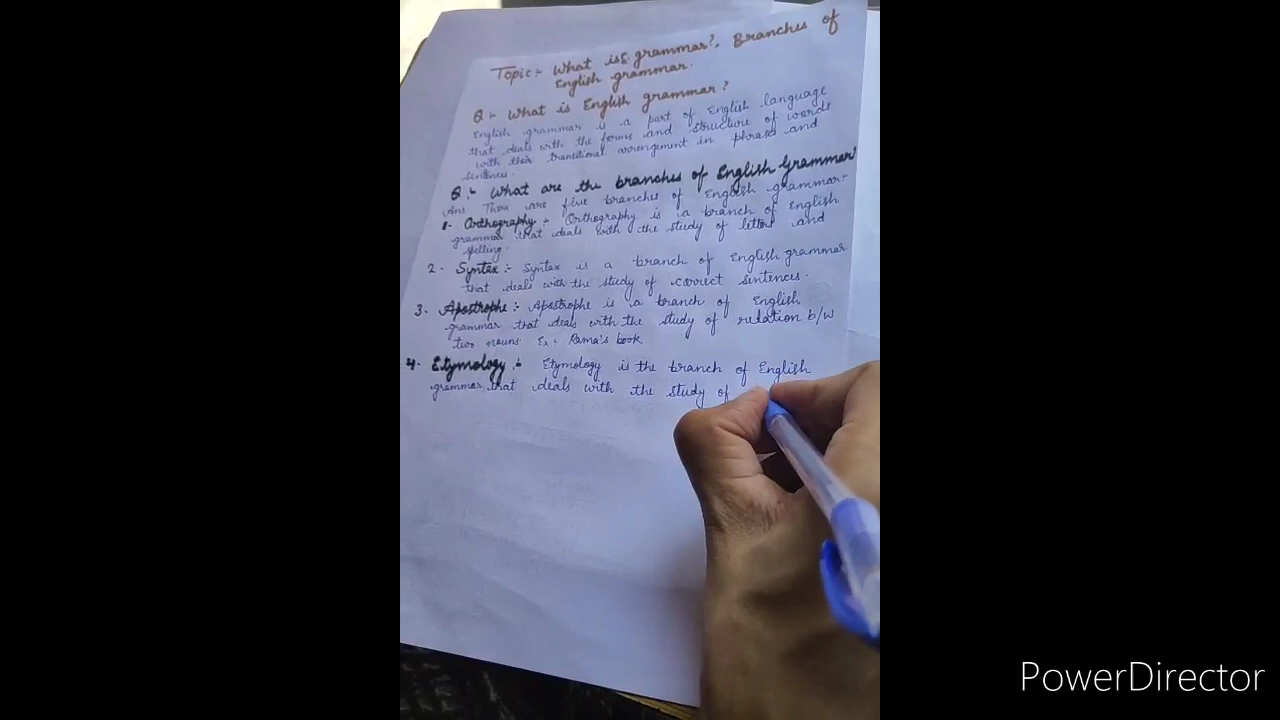 Topic:- What is grammar?, Branches of
English grammar.
Q:- What is English grammar?
English grammar is a part of English language
that deals with the forms and structure of words
with their transitional arrengement in phrases and
sentences.
Q:- What are the branches of English Grammar
Ans Thou are five branches of English grammar:-
1- Orthography:- Orthography is a branch of English
grammar that deals with the study of letter and
spelling.
2- Syntax:- Syntax is a branch of English grammar
that deals with the study of correct sentences.
3- Apostrophe:- Apostrophe is a branch of English
grammar that deals with the study of relation b/w
two nouns. Ex:- Rama's book.
4- Etymology:- Etymology is the branch of English
grammar that deals with the study of
PowerDirector